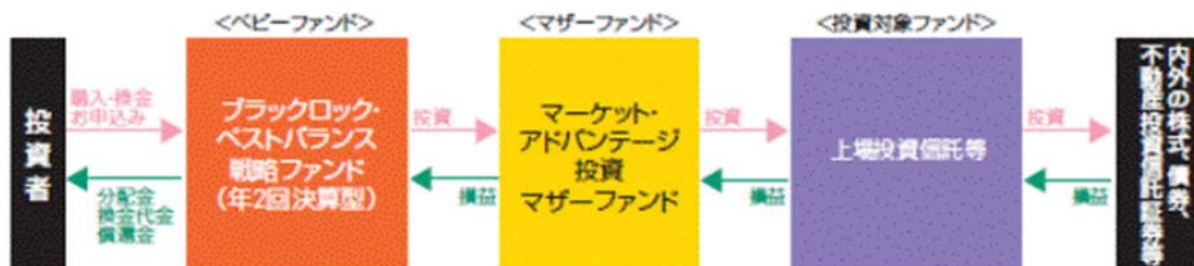 <ベビーファンド>
<マザーファンド>
<投資対象ファンド>
投資者
購入・換金
お申込み
分配金
換金代金
償還金
ブラックロック・
ベストバランス
戦略ファンド
(年2回決算型)
投資
損益
マーケット・
アドバンテージ
投資
マザーファンド
投資
損益
上場投資信託等
投資
損益
内外の株式、債券、
不動産投資信託証券等